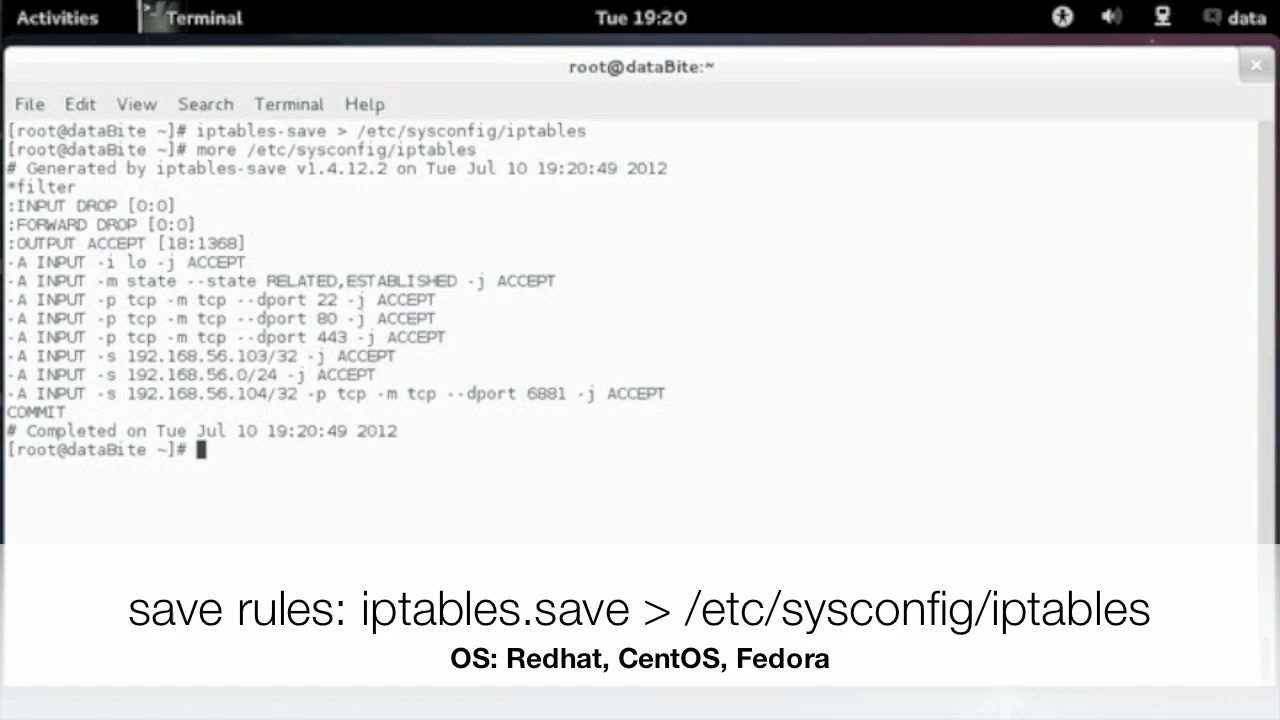 Activities Terminal Tue 19:20 data
root@dataBite:~
File Edit View Search Terminal Help
[root@dataBite ~]# iptables-save > /etc/sysconfig/iptables
[root@dataBite ~]# more /etc/sysconfig/iptables
# Generated by iptables-save v1.4.12.2 on Tue Jul 10 19:20:49 2012
*filter
:INPUT DROP [0:0]
:FORWARD DROP [0:0]
:OUTPUT ACCEPT [18:1368]
-A INPUT -i lo -j ACCEPT
-A INPUT -m state --state RELATED,ESTABLISHED -j ACCEPT
-A INPUT -p tcp -m tcp --dport 22 -j ACCEPT
-A INPUT -p tcp -m tcp --dport 80 -j ACCEPT
-A INPUT -p tcp -m tcp --dport 443 -j ACCEPT
-A INPUT -s 192.168.56.103/32 -j ACCEPT
-A INPUT -s 192.168.56.0/24 -j ACCEPT
-A INPUT -s 192.168.56.104/32 -p tcp -m tcp --dport 6881 -j ACCEPT
COMMIT
# Completed on Tue Jul 10 19:20:49 2012
[root@dataBite ~]#
save rules: iptables.save > /etc/sysconfig/iptables
OS: Redhat, CentOS, Fedora